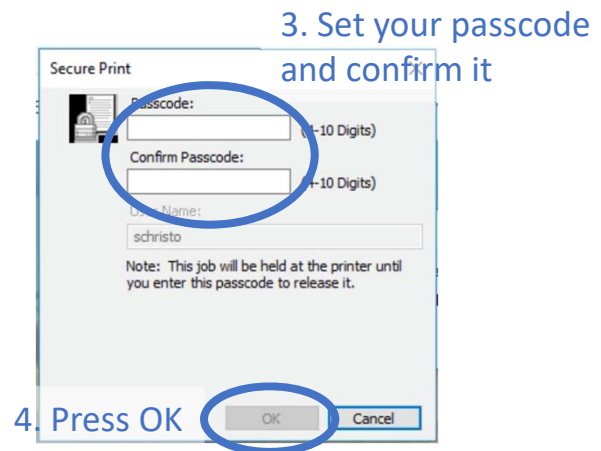 3. Set your passcode
and confirm it
Secure Print
Passcode:
(4-10 Digits)
Confirm Passcode:
(4-10 Digits)
User Name:
schristo
Note: This job will be held at the printer until
you enter this passcode to release it.
4. Press OK
OK
Cancel